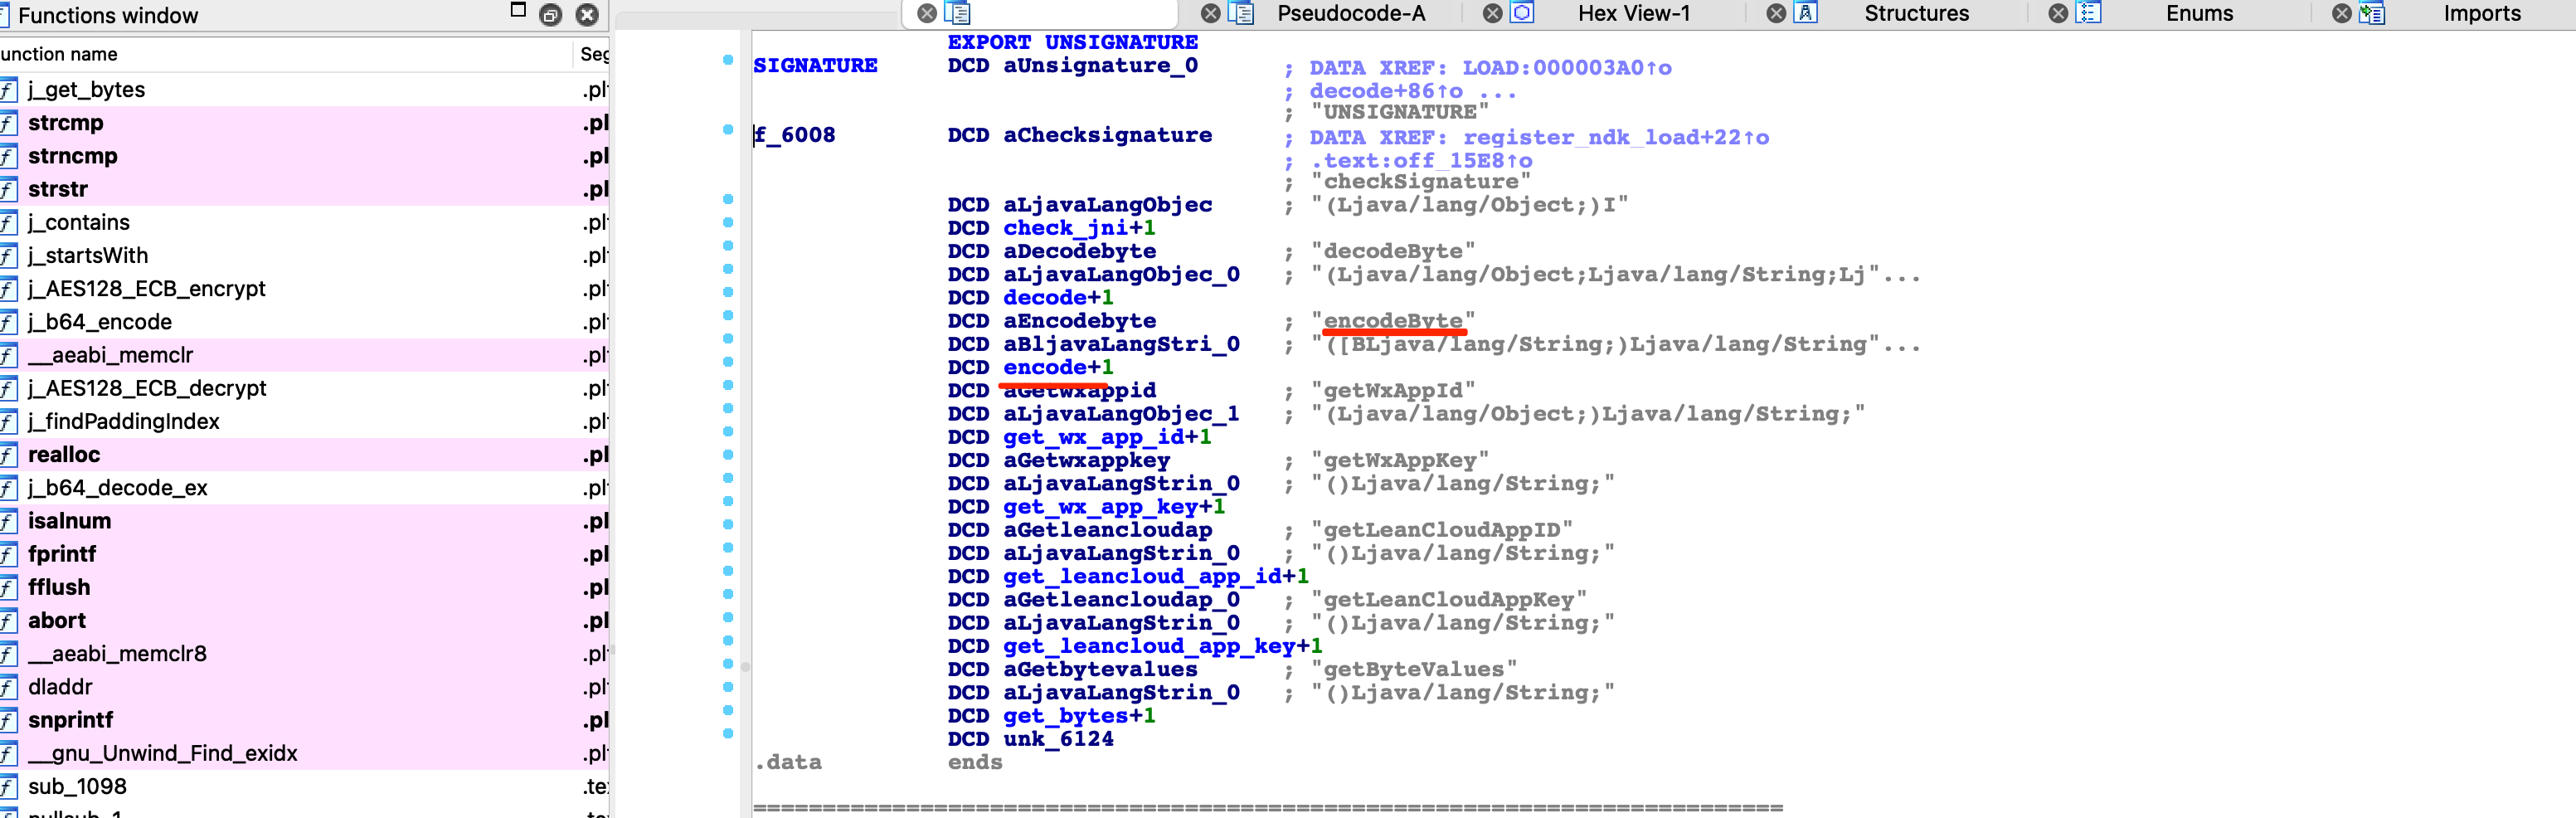 Functions window
Pseudocode-A
Hex View-1
Structures
Enums
Imports
unction name Seg
j_get_bytes .pl
strcmp .pl
strncmp .pl
strstr .pl
j_contains .pl
j_startsWith .pl
j_AES128_ECB_encrypt .pl
j_b64_encode .pl
__aeabi_memclr .pl
j_AES128_ECB_decrypt .pl
j_findPaddingIndex .pl
realloc .pl
j_b64_decode_ex .pl
isalnum .pl
fprintf .pl
fflush .pl
abort .pl
__aeabi_memclr8 .pl
dladdr .pl
snprintf .pl
__gnu_Unwind_Find_exidx .pl
sub_1098 .te
EXPORT UNSIGNATURE
SIGNATURE DCD aUnsignature_0 ; DATA XREF: LOAD:000003A0↑o
; decode+86↑o ...
; "UNSIGNATURE"
f_6008 DCD aChecksignature ; DATA XREF: register_ndk_load+22↑o
; .text:off_15E8↑o
; "checkSignature"
DCD aLjavaLangObjec ; "(Ljava/lang/Object;)I"
DCD check_jni+1
DCD aDecodebyte ; "decodeByte"
DCD aLjavaLangObjec_0 ; "(Ljava/lang/Object;Ljava/lang/String;Lj"...
DCD decode+1
DCD aEncodebyte ; "encodeByte"
DCD aBljavaLangStri_0 ; "([BLjava/lang/String;)Ljava/lang/String"...
DCD encode+1
DCD aGetwxappid ; "getWxAppId"
DCD aLjavaLangObjec_1 ; "(Ljava/lang/Object;)Ljava/lang/String;"
DCD get_wx_app_id+1
DCD aGetwxappkey ; "getWxAppKey"
DCD aLjavaLangStrin_0 ; "()Ljava/lang/String;"
DCD get_wx_app_key+1
DCD aGetleancloudap ; "getLeanCloudAppID"
DCD aLjavaLangStrin_0 ; "()Ljava/lang/String;"
DCD get_leancloud_app_id+1
DCD aGetleancloudap_0 ; "getLeanCloudAppKey"
DCD aLjavaLangStrin_0 ; "()Ljava/lang/String;"
DCD get_leancloud_app_key+1
DCD aGetbytevalues ; "getByteValues"
DCD aLjavaLangStrin_0 ; "()Ljava/lang/String;"
DCD get_bytes+1
DCD unk_6124
.data ends
==========================================================================